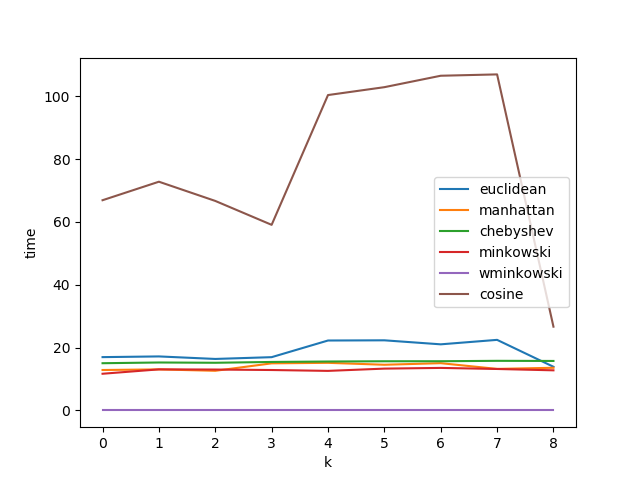 100
80
60
40
20
0
time
0 1 2 3 4 5 6 7 8
k
euclidean
manhattan
chebyshev
minkowski
wminkowski
cosine